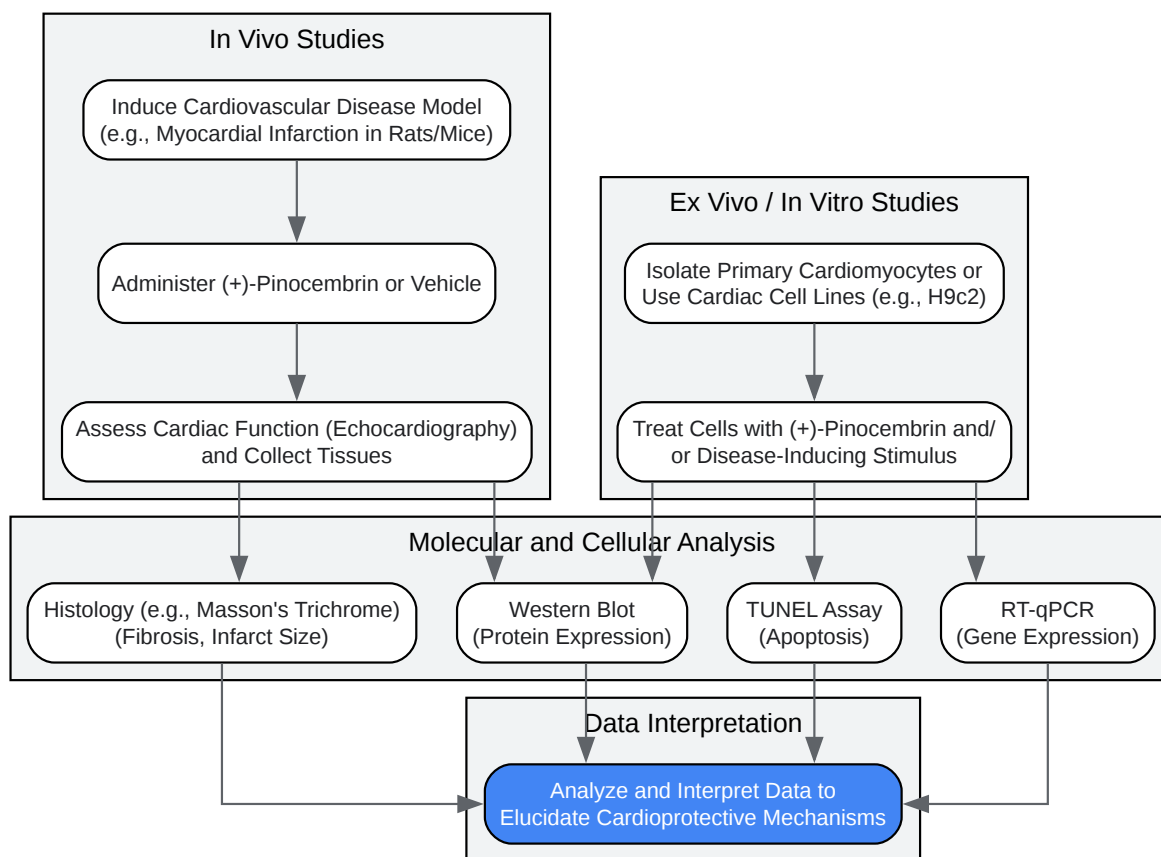 In Vivo Studies
Induce Cardiovascular Disease Model
(e.g., Myocardial Infarction in Rats/Mice)
Administer (+)-Pinocembrin or Vehicle
Assess Cardiac Function (Echocardiography)
and Collect Tissues
Ex Vivo / In Vitro Studies
Isolate Primary Cardiomyocytes or
Use Cardiac Cell Lines (e.g., H9c2)
Treat Cells with (+)-Pinocembrin and/
or Disease-Inducing Stimulus
Molecular and Cellular Analysis
Histology (e.g., Masson's Trichrome)
(Fibrosis, Infarct Size)
Western Blot
(Protein Expression)
TUNEL Assay
(Apoptosis)
RT-qPCR
(Gene Expression)
Data Interpretation
Analyze and Interpret Data to
Elucidate Cardioprotective Mechanisms